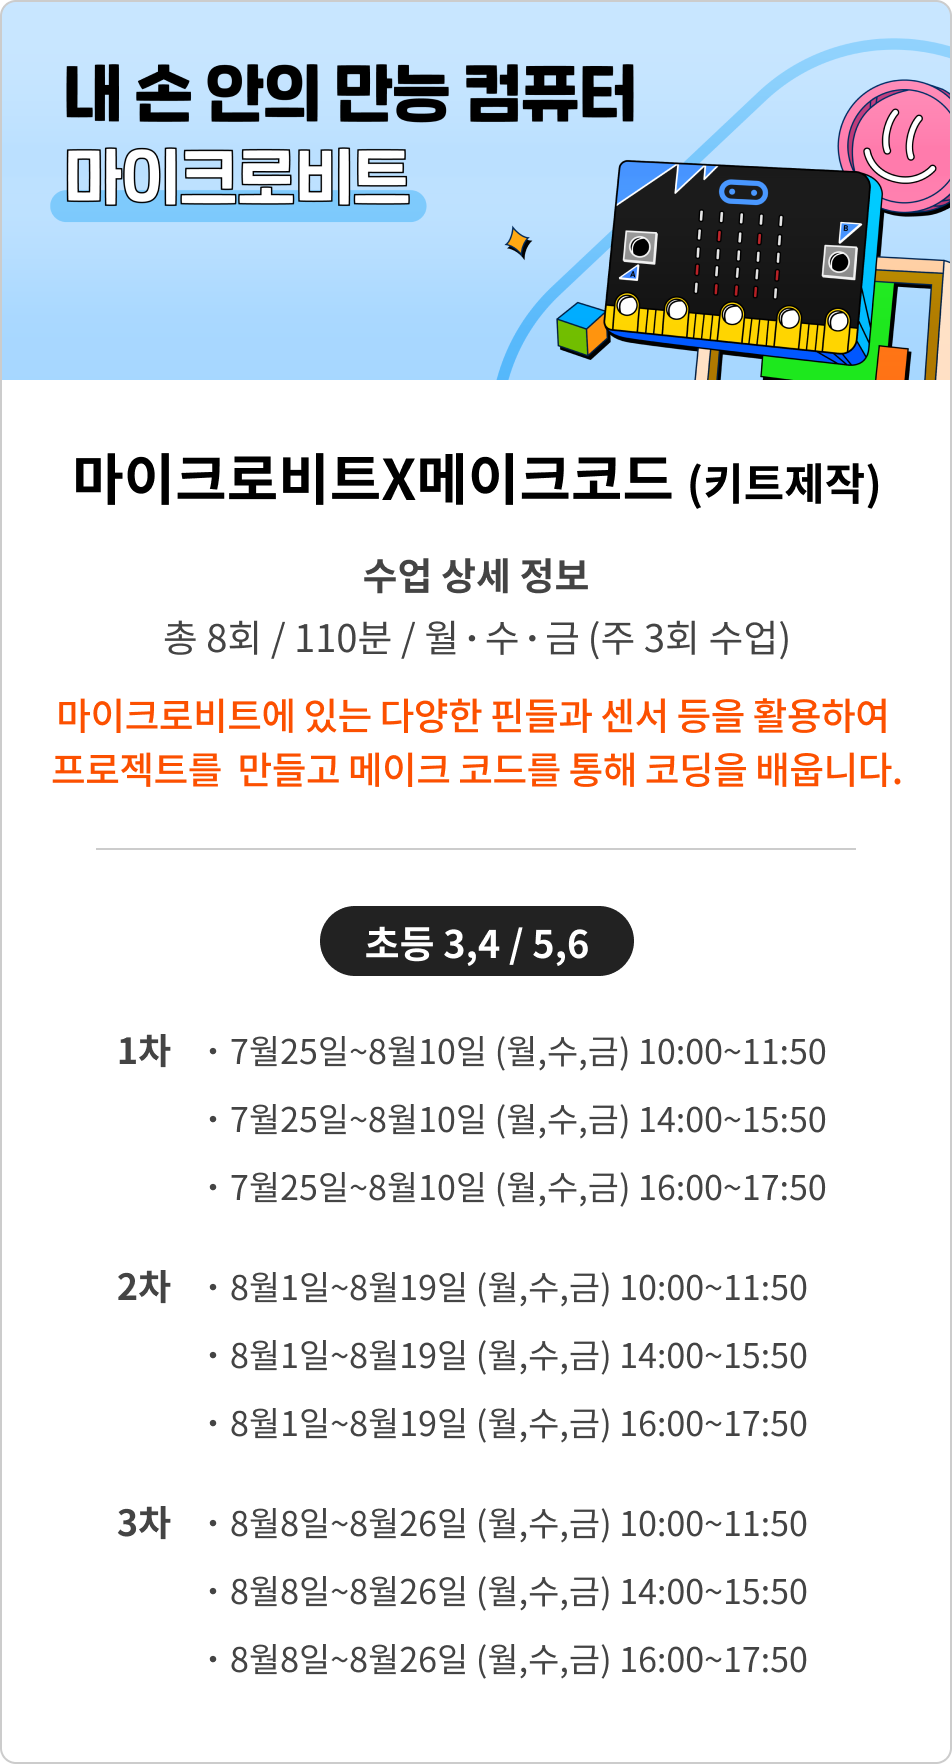 내 손 안의 만능 컴퓨터
마이크로비트
A
B
마이크로비트X메이크코드 (키트제작)
수업 상세 정보
총 8회 / 110분 / 월·수·금 (주 3회 수업)
마이크로비트에 있는 다양한 핀들과 센서 등을 활용하여
프로젝트를 만들고 메이크 코드를 통해 코딩을 배웁니다.
초등 3,4 / 5,6
1차 · 7월25일~8월10일 (월,수,금) 10:00~11:50
· 7월25일~8월10일 (월,수,금) 14:00~15:50
· 7월25일~8월10일 (월,수,금) 16:00~17:50
2차 · 8월1일~8월19일 (월,수,금) 10:00~11:50
· 8월1일~8월19일 (월,수,금) 14:00~15:50
· 8월1일~8월19일 (월,수,금) 16:00~17:50
3차 · 8월8일~8월26일 (월,수,금) 10:00~11:50
· 8월8일~8월26일 (월,수,금) 14:00~15:50
· 8월8일~8월26일 (월,수,금) 16:00~17:50